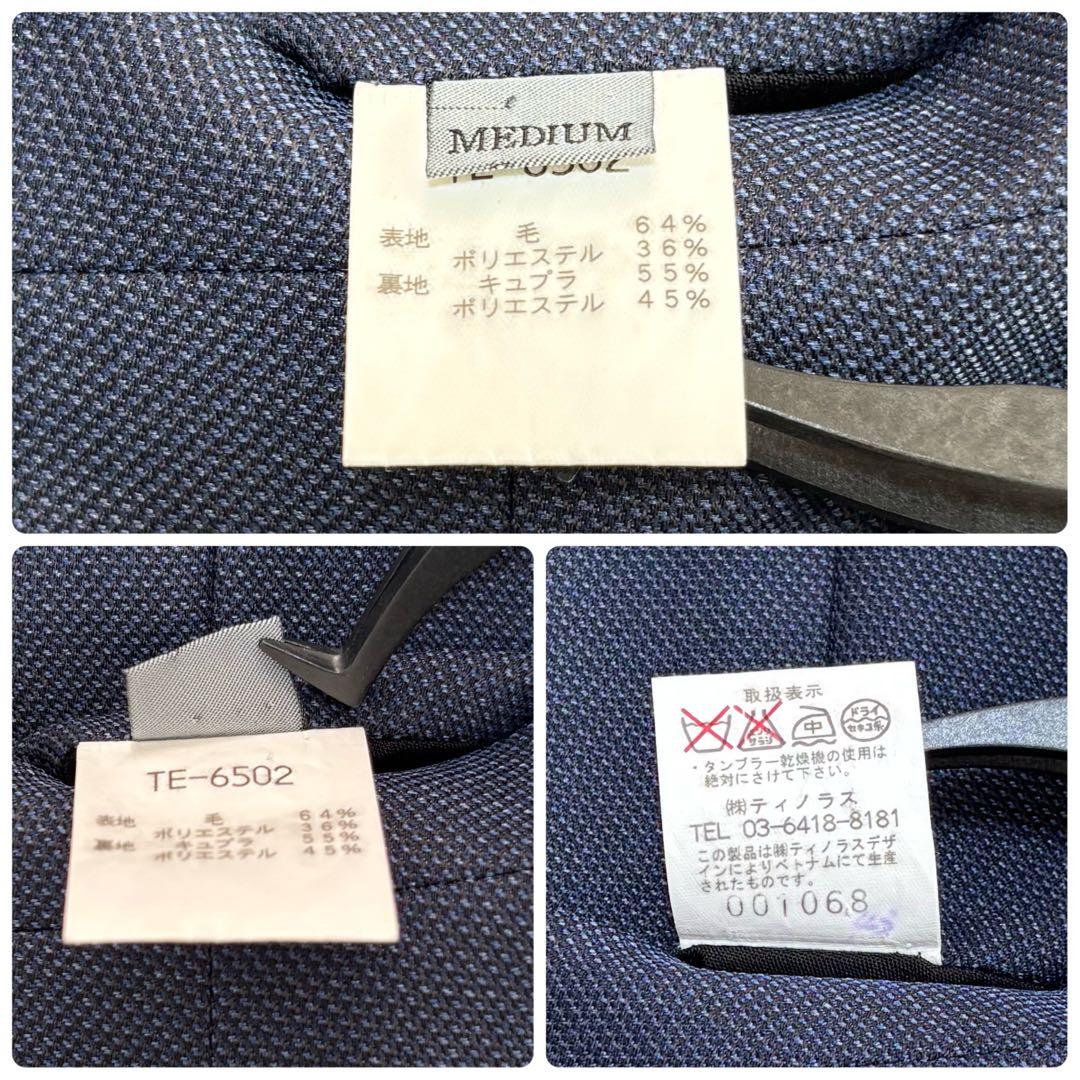 MEDIUM
TE-6502
表地 毛 64%
ポリエステル 36%
裏地 キュプラ 55%
ポリエステル 45%
TE-6502
表地 毛 64%
ポリエステル 36%
裏地 キュプラ 55%
ポリエステル 45%
取扱表示
中 ドライ
セキユ系
・タンブラー乾燥機の使用は
絶対にさけて下さい。
㈱ティノラス
TEL 03-6418-8181
この製品は㈱ティノラスデザ
インによりベトナムにて生産
されたものです。
001068